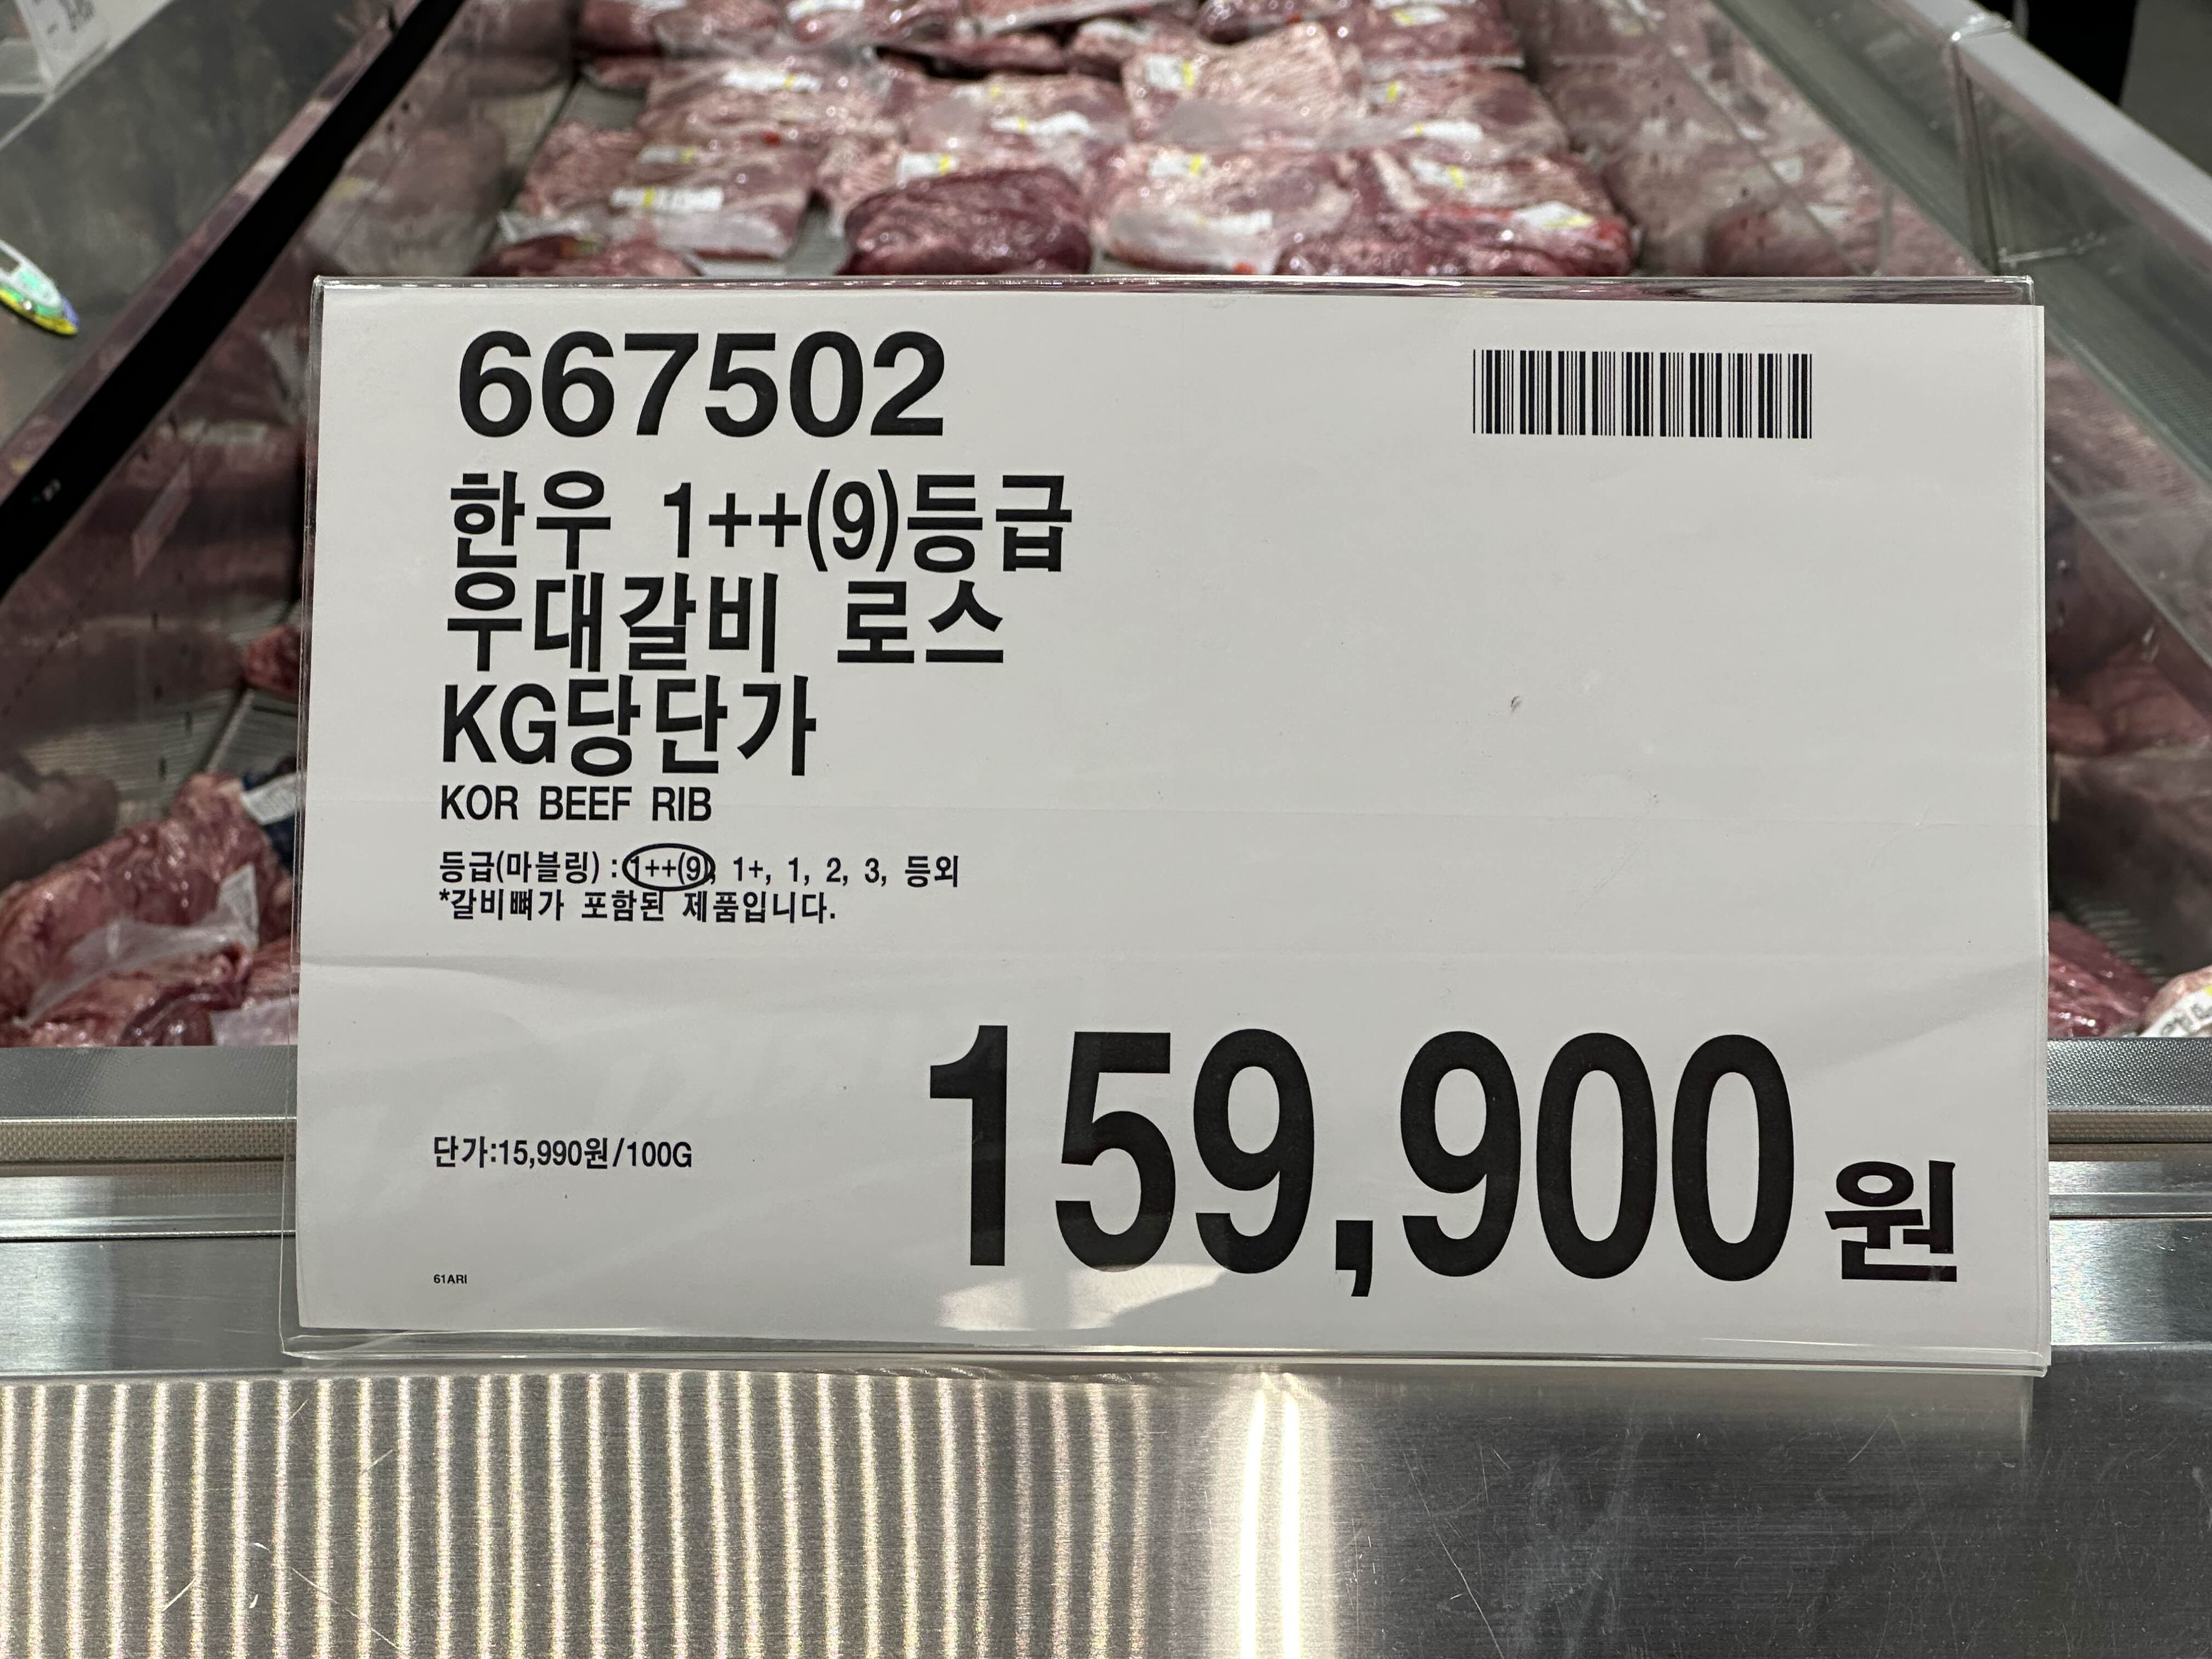 667502
한우 1++(9)등급
우대갈비 로스
KG당단가
KOR BEEF RIB
등급(마블링) : 1++(9), 1+, 1, 2, 3, 등외
*갈비뼈가 포함된 제품입니다.
159,900 원
단가:15,990원/100G
61ARI